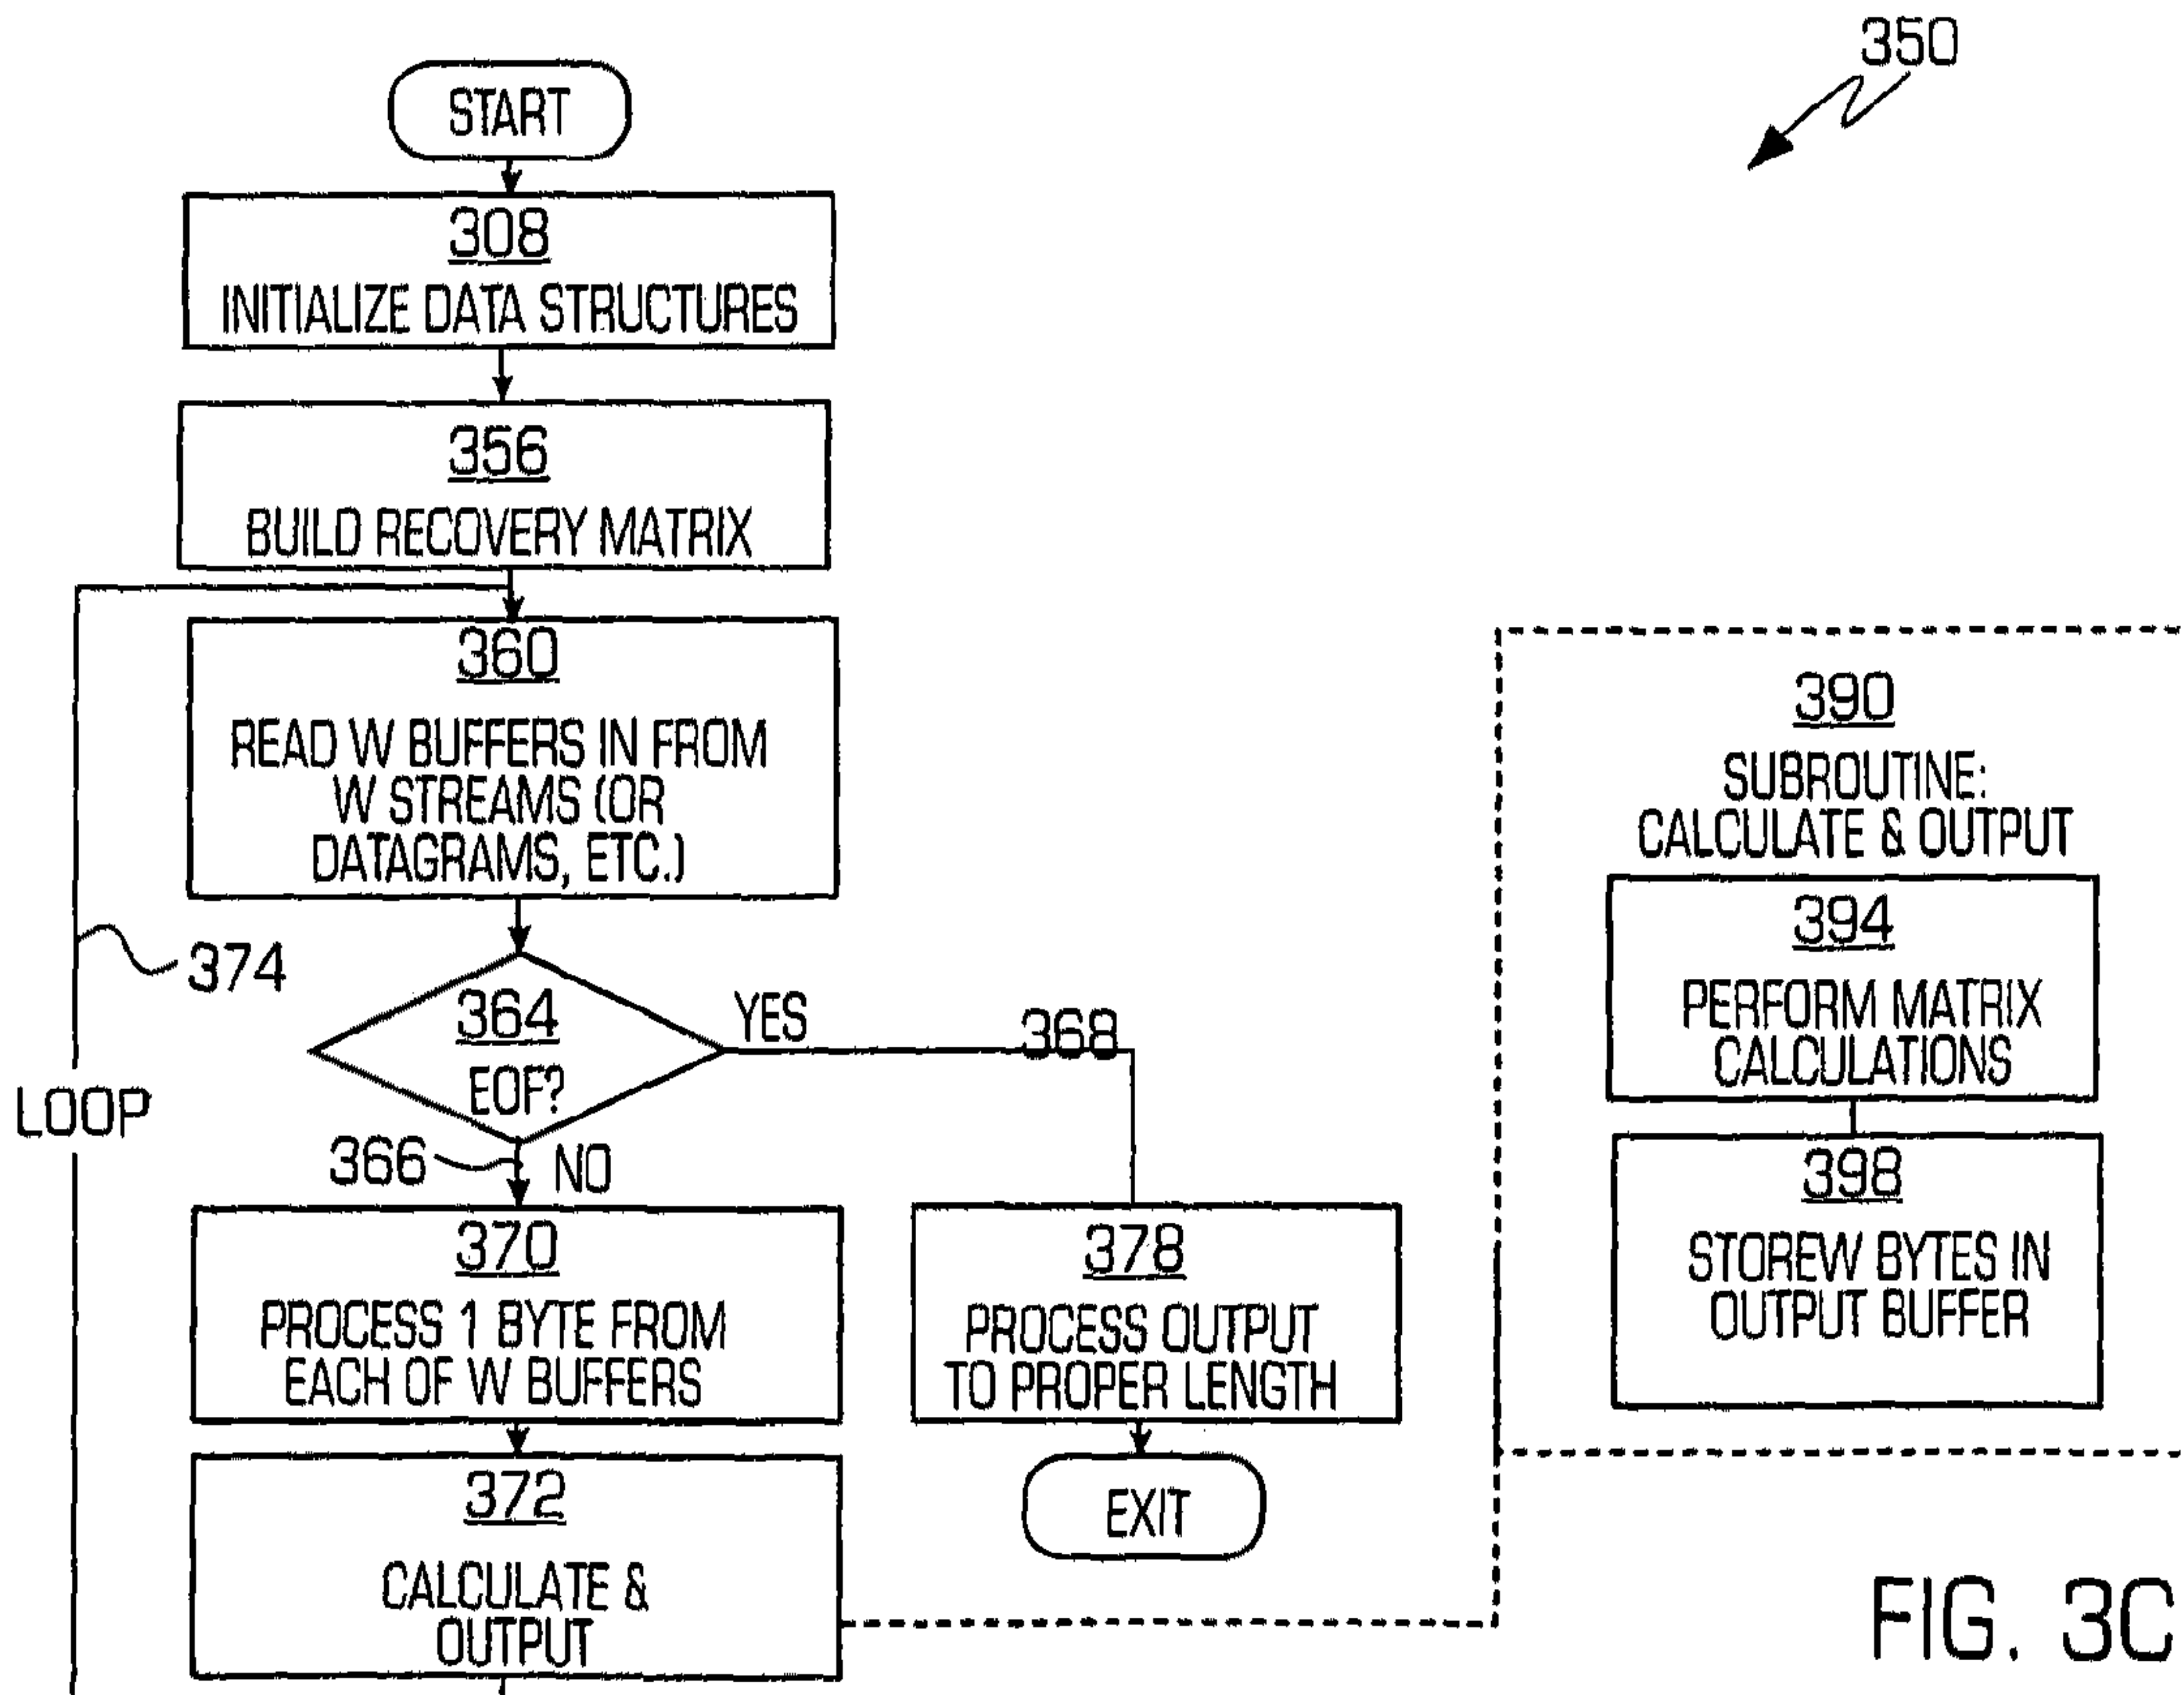 350
START
308
INITIALIZE DATA STRUCTURES
356
BUILD RECOVERY MATRIX
360
READ W BUFFERS IN FROM
W STREAMS (OR
DATAGRAMS, ETC.)
374
364
EOF?
YES
368
LOOP
366
NO
370
PROCESS 1 BYTE FROM
EACH OF W BUFFERS
372
CALCULATE &
OUTPUT
378
PROCESS OUTPUT
TO PROPER LENGTH
EXIT
390
SUBROUTINE:
CALCULATE & OUTPUT
394
PERFORM MATRIX
CALCULATIONS
398
STOREW BYTES IN
OUTPUT BUFFER
FIG. 3C